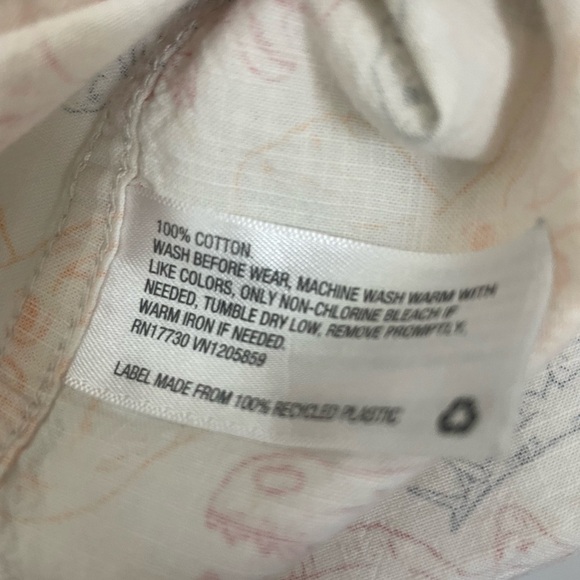 100% COTTON.
WASH BEFORE WEAR, MACHINE WASH WARM WITH
LIKE COLORS, ONLY NON-CHLORINE BLEACH IF
NEEDED, TUMBLE DRY LOW, REMOVE PROMPTLY,
WARM IRON IF NEEDED.
RN17730 VN1205859
LABEL MADE FROM 100% RECYCLED PLASTIC